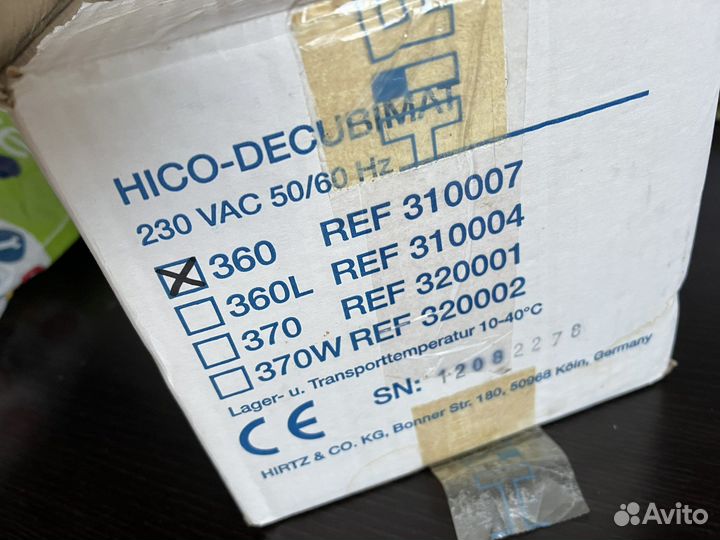 HICO-DECUBIMAT
230 VAC 50/60 Hz
360 REF 310007
360L REF 310004
370 REF 320001
370W REF 320002
Lager- u. Transporttemperatur 10-40°C
CE SN: 12082278
HIRTZ & CO. KG, Bonner Str. 180, 50968 Köln, Germany
Avito